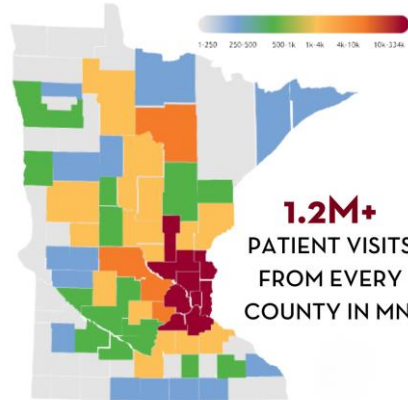 1-250 250-500 500-1k 1k-4k 4k-10k 10k-334k
1.2M+
PATIENT VISITS
FROM EVERY
COUNTY IN MN